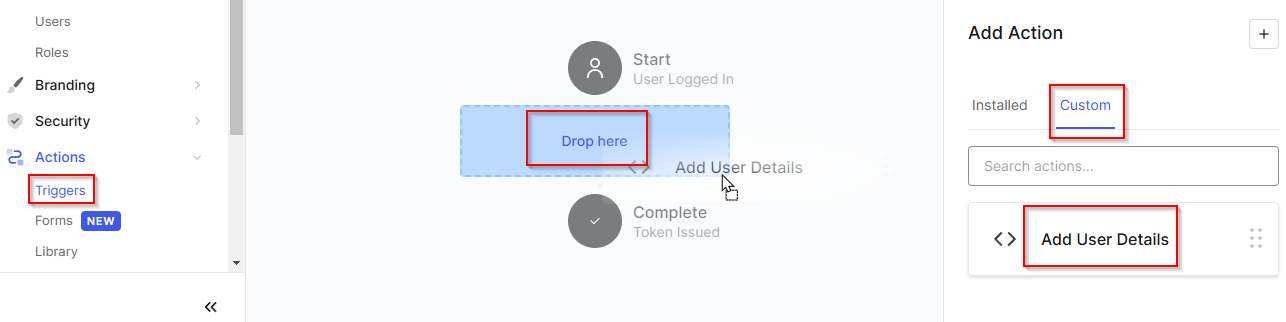 Users
Roles
Branding
Security
Actions
Triggers
Forms NEW
Library
Start
User Logged In
Drop here
Add User Details
Complete
Token Issued
Add Action
Installed Custom
Search actions...
Add User Details